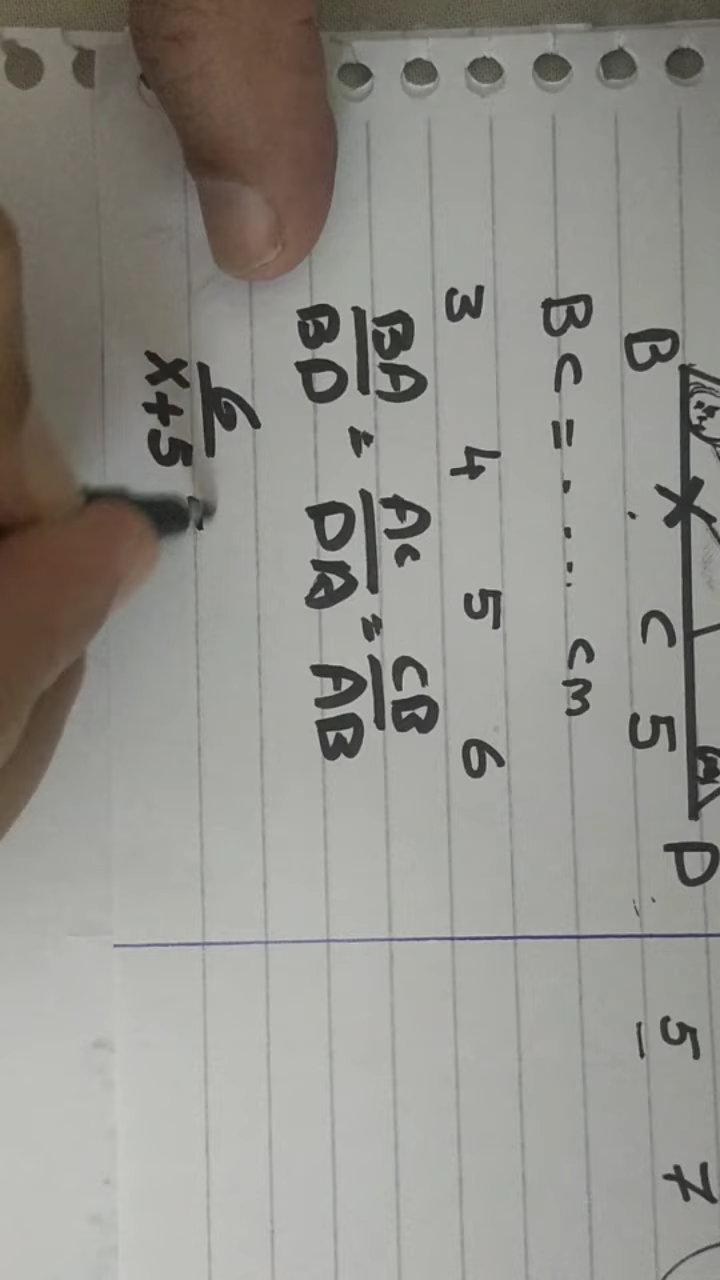 B X C 5 D
BC = ..... cm
3 4 5 6
BA/BD = AC/DA = CB/AB
6/X+5 =
5 7